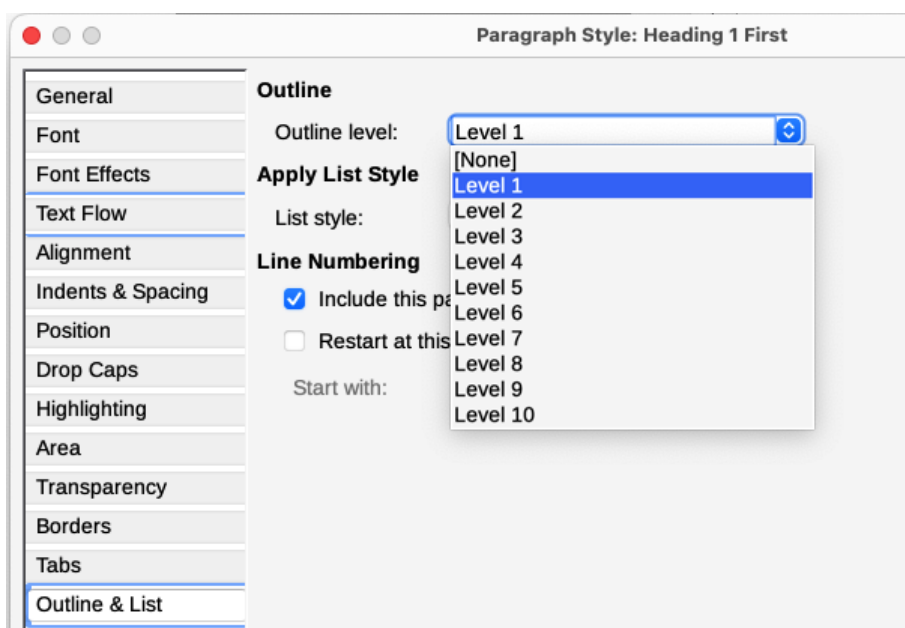 Paragraph Style: Heading 1 First
General
Font
Font Effects
Text Flow
Alignment
Indents & Spacing
Position
Drop Caps
Highlighting
Area
Transparency
Borders
Tabs
Outline & List
Outline
Outline level: Level 1
[None]
Level 1
Level 2
Level 3
Level 4
Level 5
Level 6
Level 7
Level 8
Level 9
Level 10
Apply List Style
List style:
Line Numbering
Include this pa
Restart at this
Start with: